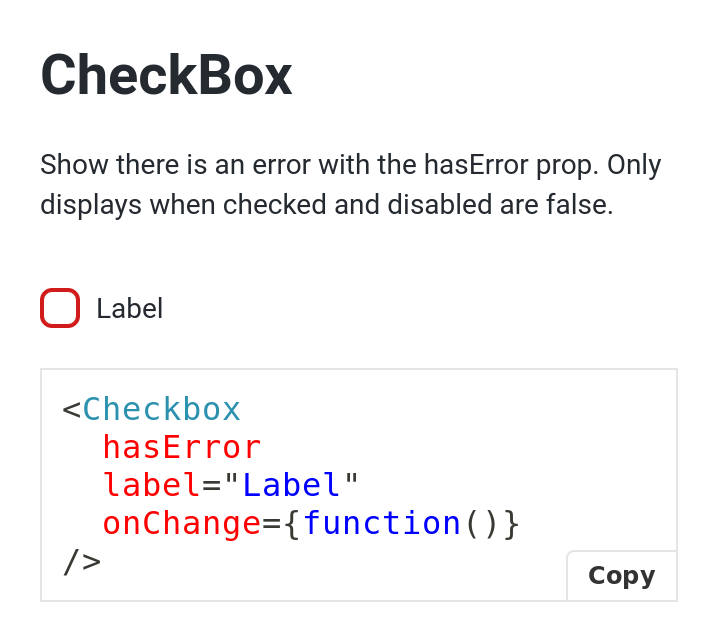 CheckBox
Show there is an error with the hasError prop. Only
displays when checked and disabled are false.
Label
<Checkbox
  hasError
  label="Label"
  onChange={function()}
/>
Copy